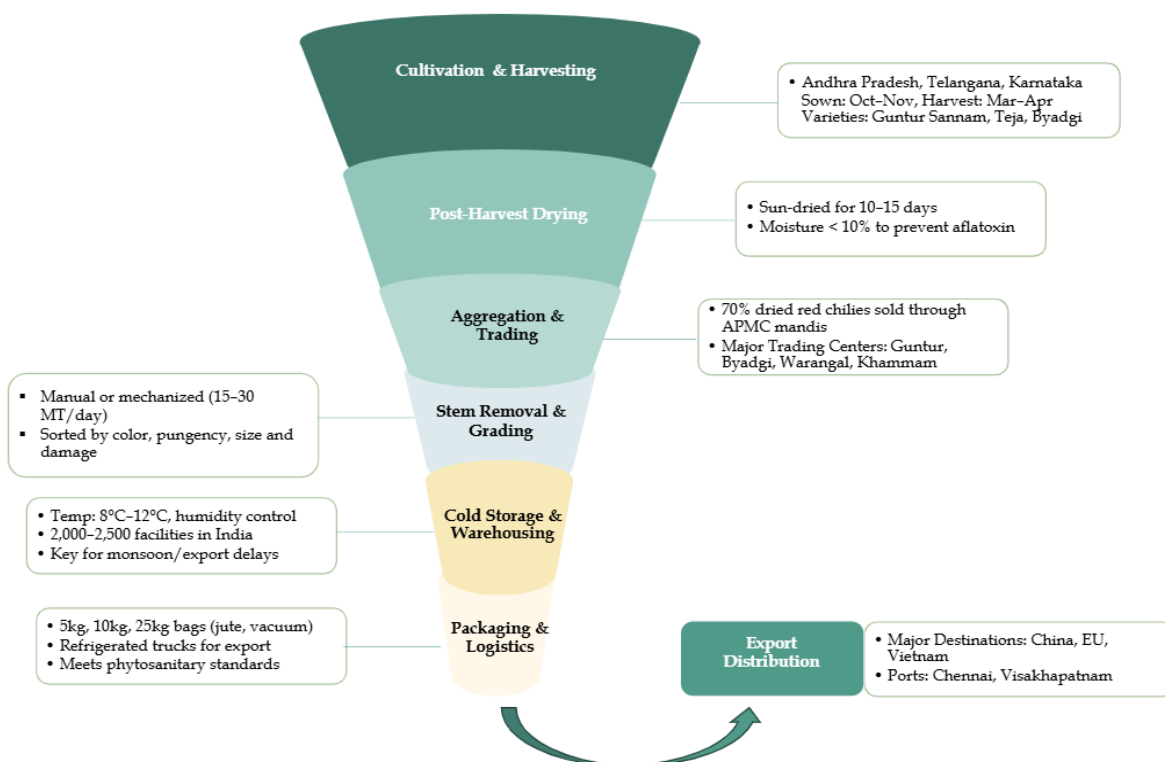 Cultivation & Harvesting
• Andhra Pradesh, Telangana, Karnataka
Sown: Oct–Nov, Harvest: Mar–Apr
Varieties: Guntur Sannam, Teja, Byadgi
Post-Harvest Drying
• Sun-dried for 10–15 days
• Moisture < 10% to prevent aflatoxin
Aggregation &
Trading
• 70% dried red chilies sold through
APMC mandis
• Major Trading Centers: Guntur,
Byadgi, Warangal, Khammam
▪ Manual or mechanized (15–30
MT/day)
▪ Sorted by color, pungency, size and
damage
Stem Removal &
Grading
• Temp: 8°C–12°C, humidity control
• 2,000–2,500 facilities in India
• Key for monsoon/export delays
Cold Storage &
Warehousing
• 5kg, 10kg, 25kg bags (jute, vacuum)
• Refrigerated trucks for export
• Meets phytosanitary standards
Packaging &
Logistics
Export
Distribution
• Major Destinations: China, EU,
Vietnam
• Ports: Chennai, Visakhapatnam